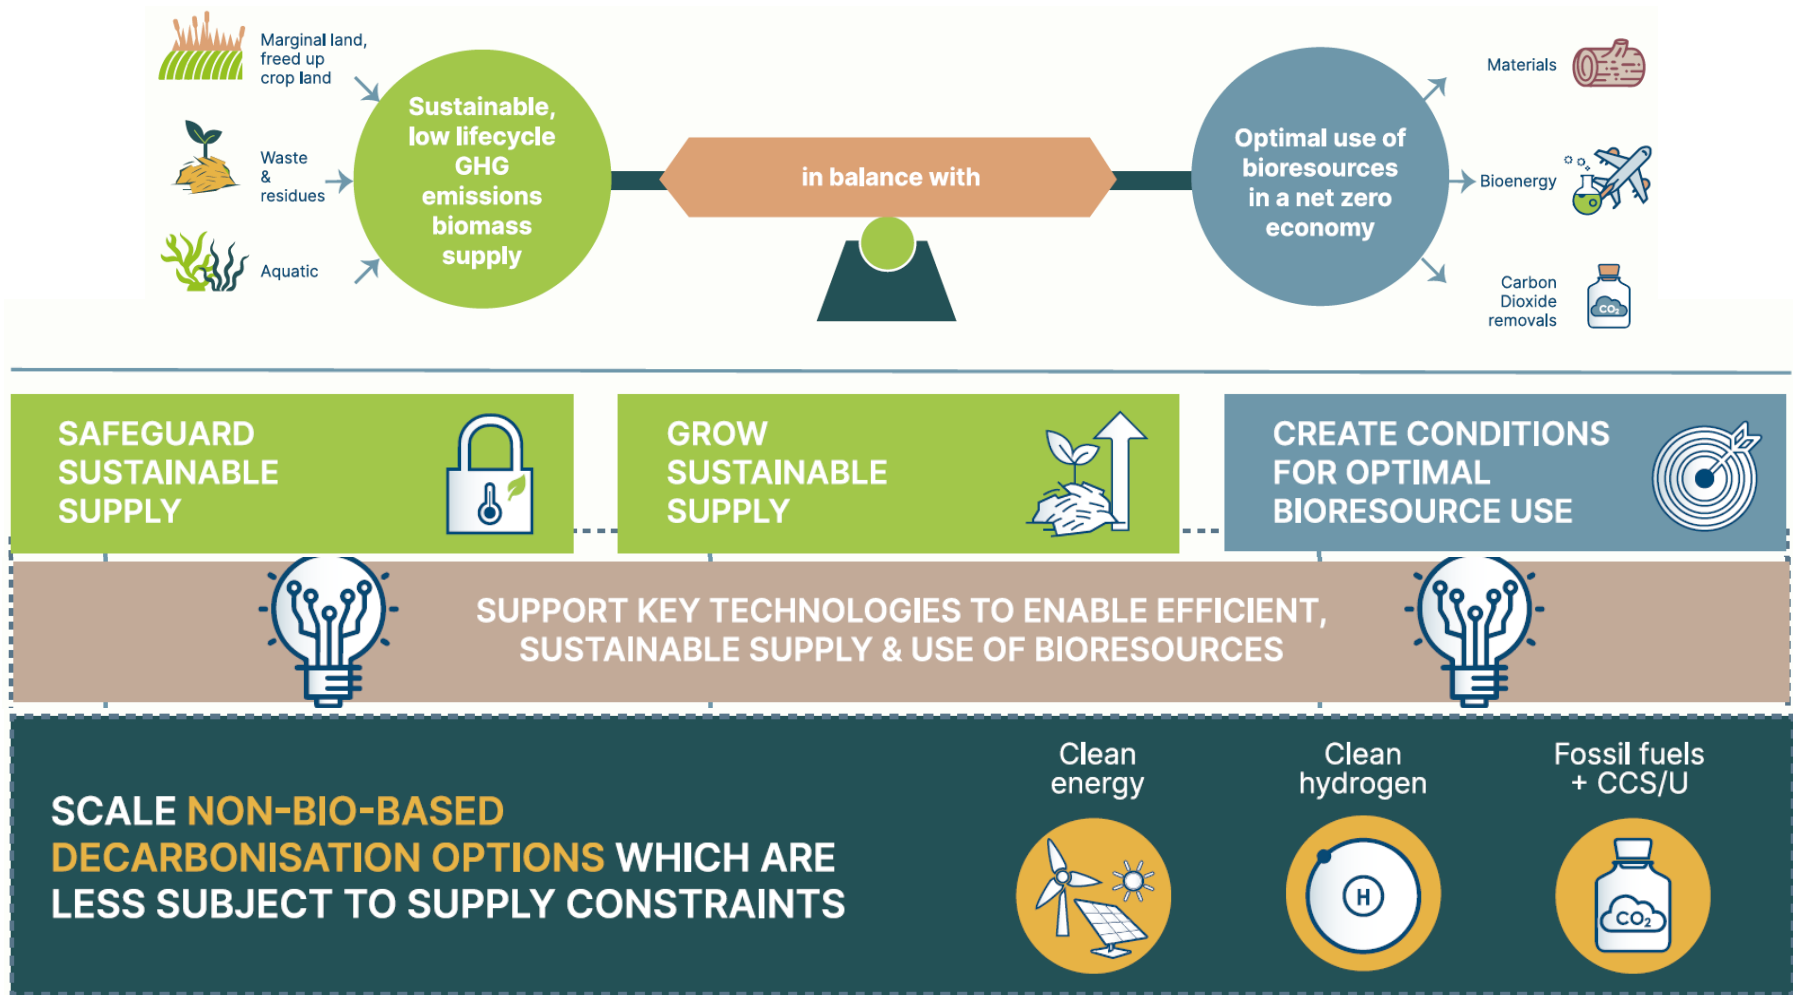 Marginal land,
freed up
crop land
Waste
&
residues
Aquatic
Sustainable,
low lifecycle
GHG
emissions
biomass
supply
in balance with
Optimal use of
bioresources
in a net zero
economy
Materials
Bioenergy
Carbon
Dioxide
removals
CO₂
SAFEGUARD
SUSTAINABLE
SUPPLY
GROW
SUSTAINABLE
SUPPLY
CREATE CONDITIONS
FOR OPTIMAL
BIORESOURCE USE
SUPPORT KEY TECHNOLOGIES TO ENABLE EFFICIENT,
SUSTAINABLE SUPPLY & USE OF BIORESOURCES
SCALE NON-BIO-BASED
DECARBONISATION OPTIONS WHICH ARE
LESS SUBJECT TO SUPPLY CONSTRAINTS
Clean
energy
Clean
hydrogen
H
Fossil fuels
+ CCS/U
CO₂